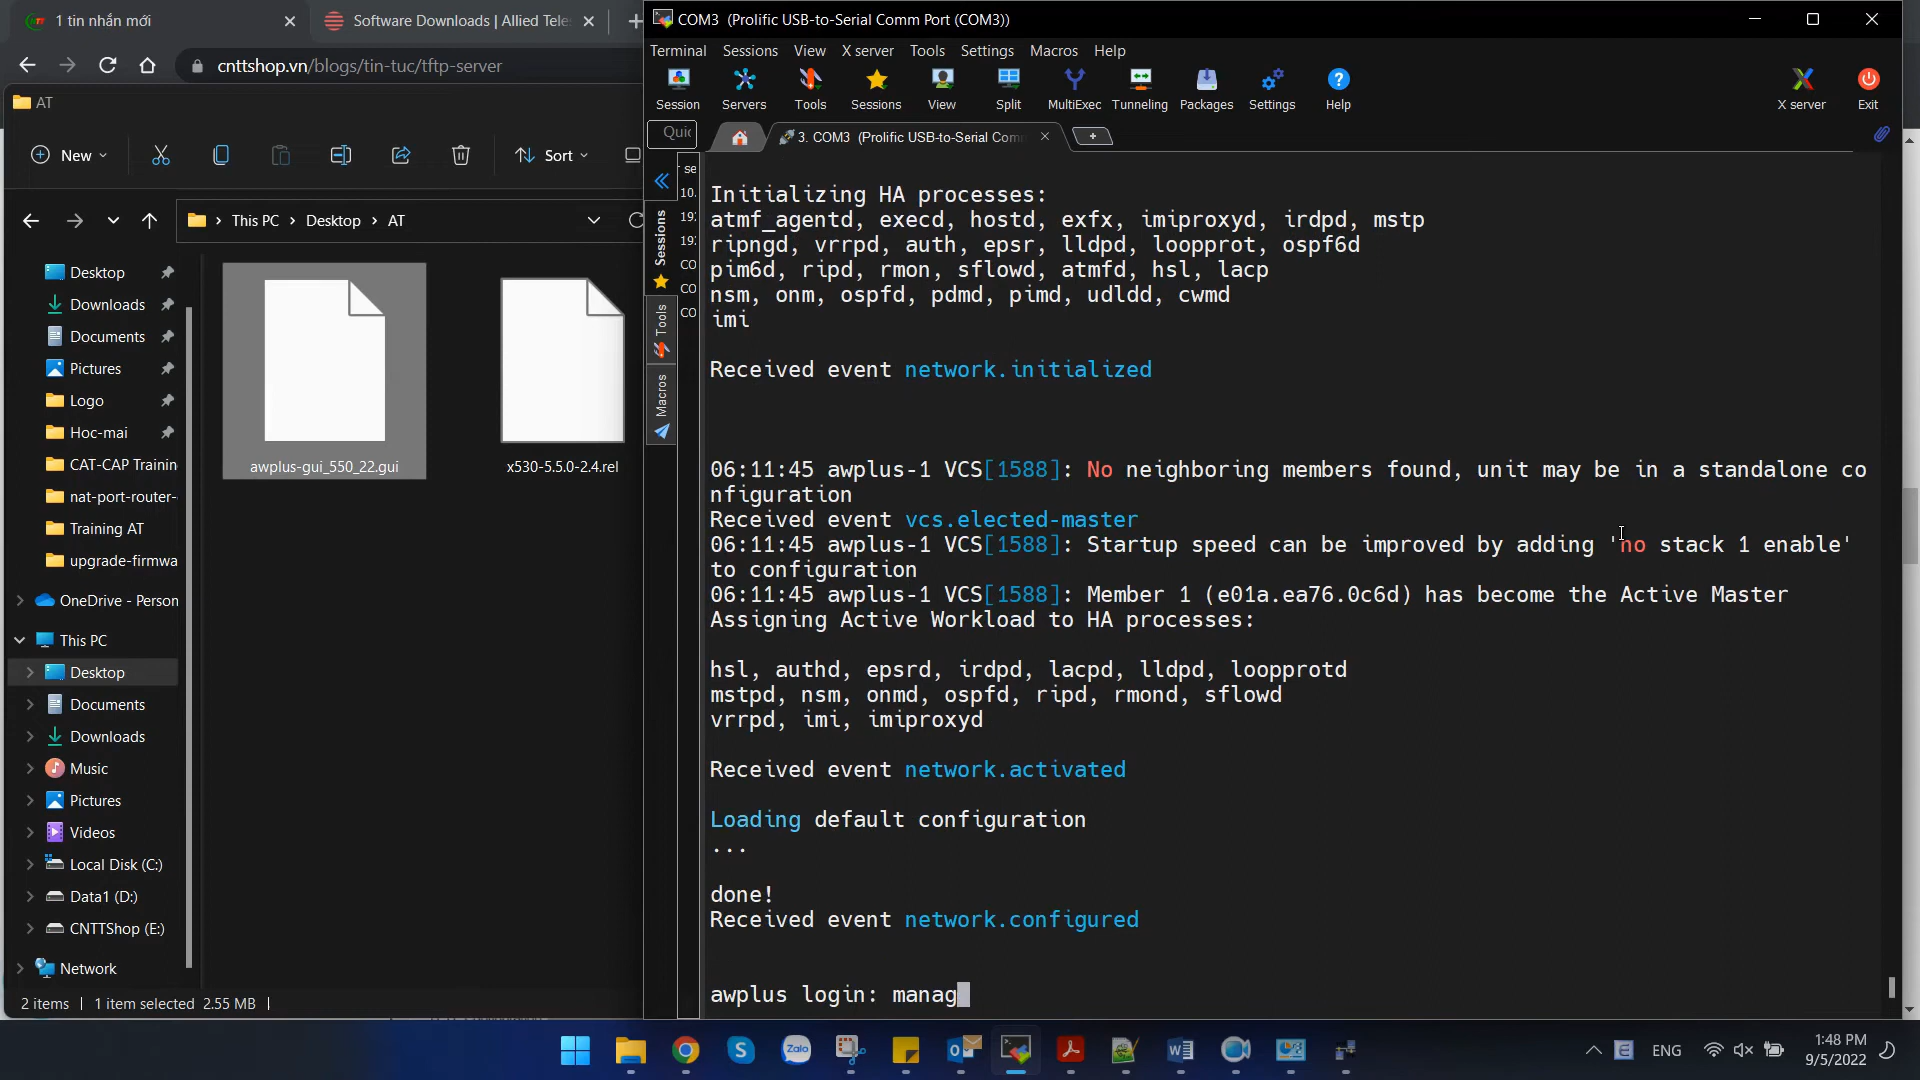 1 tin nhắn mới
Software Downloads | Allied Tele
cnttshop.vn/blogs/tin-tuc/tftp-server
AT
New
Sort
This PC
Desktop
AT
Desktop
Downloads
Documents
Pictures
Logo
Hoc-mai
CAT-CAP Trainin
nat-port-router-
Training AT
upgrade-firmwa
OneDrive - Person
This PC
Desktop
Documents
Downloads
Music
Pictures
Videos
Local Disk (C:)
Data1 (D:)
CNTTShop (E:)
Network
awplus-gui_550_22.gui
x530-5.5.0-2.4.rel
2 items
1 item selected 2.55 MB
COM3 (Prolific USB-to-Serial Comm Port (COM3))
Terminal Sessions View X server Tools Settings Macros Help
Session Servers Tools Sessions View Split MultiExec Tunneling Packages Settings Help
X server Exit
Quic
3. COM3 (Prolific USB-to-Serial Com
Sessions
Tools
Macros
se
10.
192
192
CO
CO
CO
Initializing HA processes:
atmf_agentd, execd, hostd, exfx, imiproxyd, irdpd, mstp
ripngd, vrrpd, auth, epsr, lldpd, loopprot, ospf6d
pim6d, ripd, rmon, sflowd, atmfd, hsl, lacp
nsm, onm, ospfd, pdmd, pimd, udldd, cwmd
imi
Received event network.initialized
06:11:45 awplus-1 VCS[1588]: No neighboring members found, unit may be in a standalone co
nfiguration
Received event vcs.elected-master
06:11:45 awplus-1 VCS[1588]: Startup speed can be improved by adding 'no stack 1 enable'
to configuration
06:11:45 awplus-1 VCS[1588]: Member 1 (e01a.ea76.0c6d) has become the Active Master
Assigning Active Workload to HA processes:
hsl, authd, epsrd, irdpd, lacpd, lldpd, loopprotd
mstpd, nsm, onmd, ospfd, ripd, rmond, sflowd
vrrpd, imi, imiproxyd
Received event network.activated
Loading default configuration
...
done!
Received event network.configured
awplus login: manag
Zalo
ENG
1:48 PM
9/5/2022